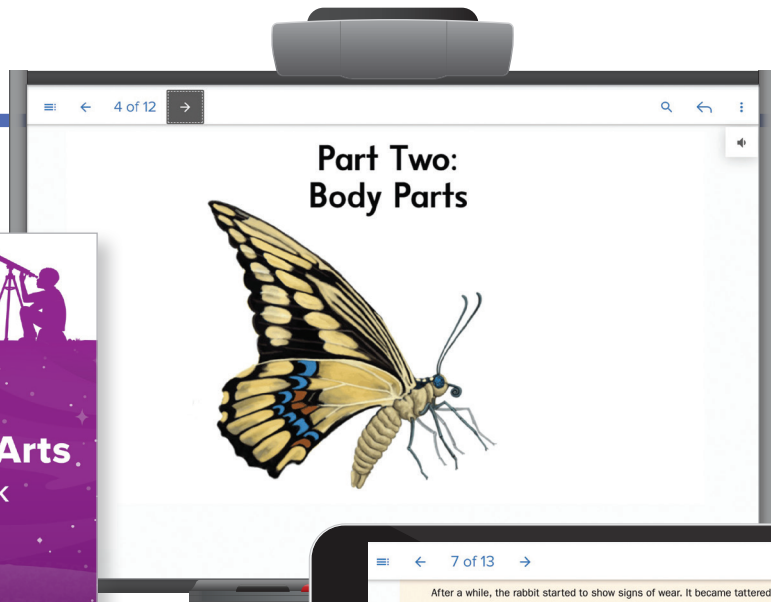 4 of 12
Part Two:
Body Parts
Arts
K
7 of 13
After a while, the rabbit started to show signs of wear. It became tattered